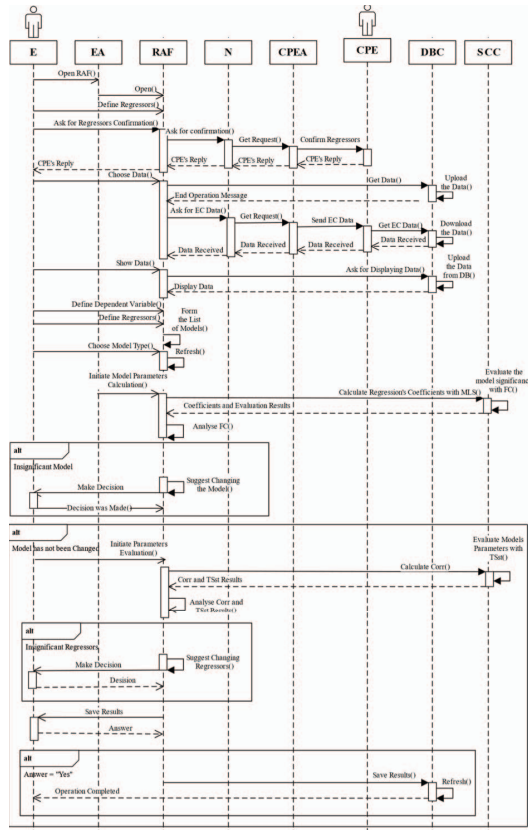 E EA RAF N CPEA CPE DBC SCC
Open RAF()
Open()
Define Regressors()
Ask for Regressors Confirmation()
Ask for confirmation()
Get Request()
Confirm Regressors
CPE's Reply
CPE's Reply
CPE's Reply
CPE's Reply
Choose Data()
Get Data()
Upload
the Data()
End Operation Message
Ask for EC Data()
Get Request()
Send EC Data
Get EC Data()
Download
the Data()
Data Received
Data Received
Data Received
Data Received
Show Data()
Ask for Displaying Data()
Upload
the Data
from DB()
Display Data
Define Dependent Variable()
Define Regressors()
Form
the List
of Models()
Choose Model Type()
Refresh()
Initiate Model Parameters
Calculation()
Calculate Regression's Coefficients with MLS()
Evaluate the
model significance
with FC()
Coefficients and Evaluation Results
Analyse FC()
alt
Insignificant Model
Suggest Changing
the Model()
Make Decision
Decision was Made()
alt
Model has not been Changed
Initiate Parameters
Evaluation()
Calculate Corr()
Evaluate Models
Parameters with
TSst()
Corr and TSst Results
Analyse Corr and
TSst Results()
alt
Insignificant Regressors
Suggest Changing
Regressors()
Make Decision
Desision
Save Results
Answer
alt
Answer = "Yes"
Save Results()
Refresh()
Operation Completed